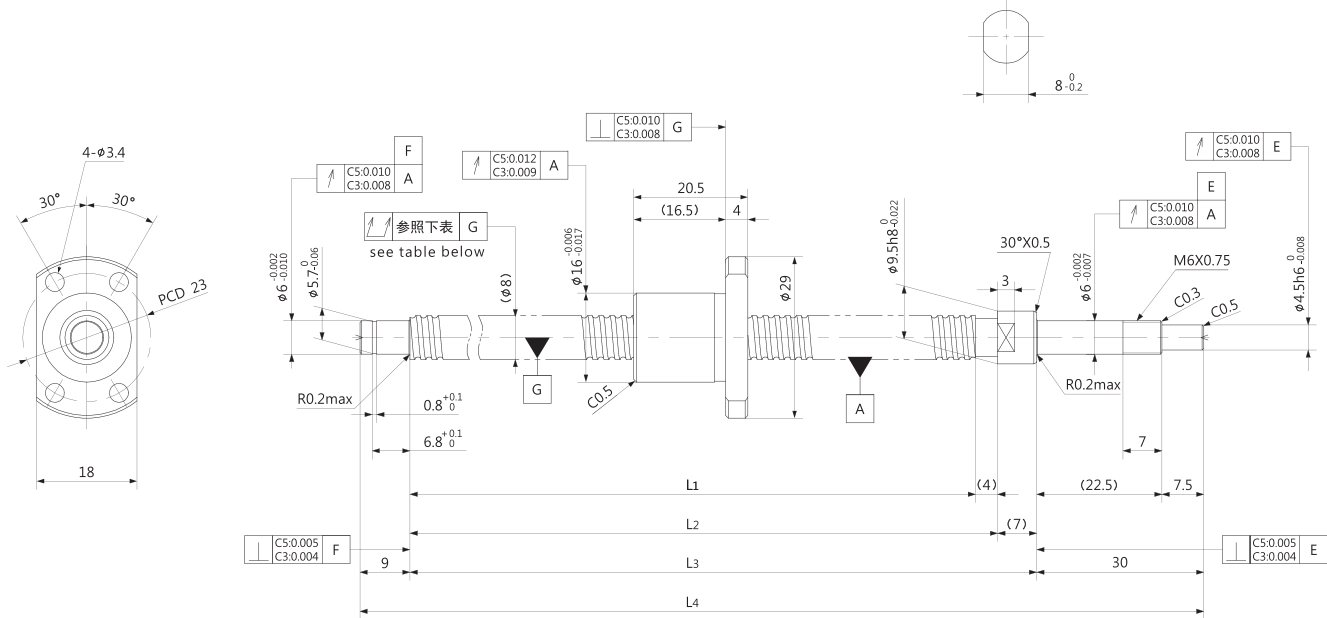 8 0 -0.2
C5:0.010
C3:0.008
G
C5:0.010
C3:0.008
E
4-φ3.4
F
C5:0.010
C3:0.008
A
C5:0.012
C3:0.009
A
20.5
(16.5)
4
E
C5:0.010
C3:0.008
A
30°
30°
参照下表
G
see table below
φ6 -0.002 -0.010
φ5.7 0 -0.06
(φ8)
φ16 -0.006 -0.017
φ29
φ9.5h8 0 -0.022
30°X0.5
3
φ6 -0.002 -0.007
M6X0.75
C0.3
C0.5
φ4.5h6 0 -0.008
PCD 23
R0.2max
0.8 +0.1 0
6.8 +0.1 0
C0.5
G
A
R0.2max
7
18
L1
(4)
(22.5)
7.5
L2
(7)
C5:0.005
C3:0.004
F
9
L3
30
C5:0.005
C3:0.004
E
L4